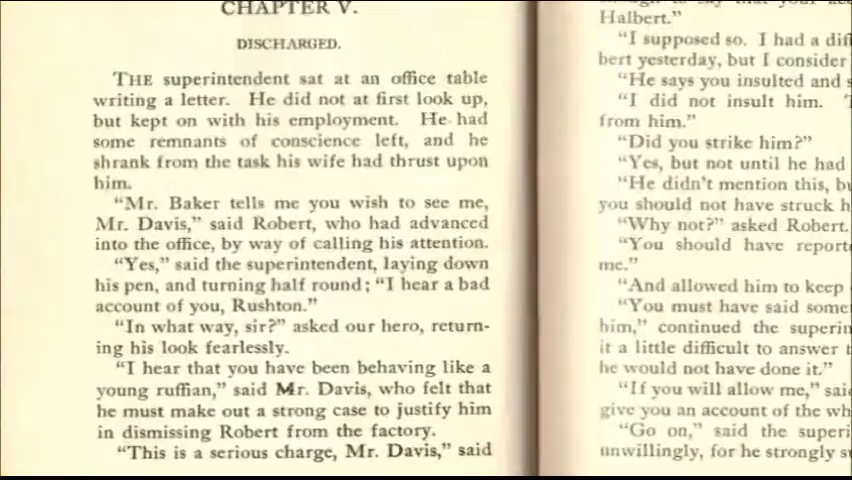 CHAPTER V.
DISCHARGED.
THE superintendent sat at an office table
writing a letter. He did not at first look up,
but kept on with his employment. He had
some remnants of conscience left, and he
shrank from the task his wife had thrust upon
him.
"Mr. Baker tells me you wish to see me,
Mr. Davis," said Robert, who had advanced
into the office, by way of calling his attention.
"Yes," said the superintendent, laying down
his pen, and turning half round; "I hear a bad
account of you, Rushton."
"In what way, sir?" asked our hero, return-
ing his look fearlessly.
"I hear that you have been behaving like a
young ruffian," said Mr. Davis, who felt that
he must make out a strong case to justify him
in dismissing Robert from the factory.
"This is a serious charge, Mr. Davis," said
Halbert."
"I supposed so. I had a
bert yesterday, but I consider
"He says you insulted and
"I did not insult him.
from him."
"Did you strike him?"
"Yes, but not until he had
"He didn't mention this,
you should not have struck
"Why not?" asked Robert.
"You should have
me."
"And allowed him to keep
"You must have said
him," continued the
it a little difficult to answer
he would not have done it."
"If you will allow me,"
give you an account of the
"Go on," said the
unwillingly, for he strongly